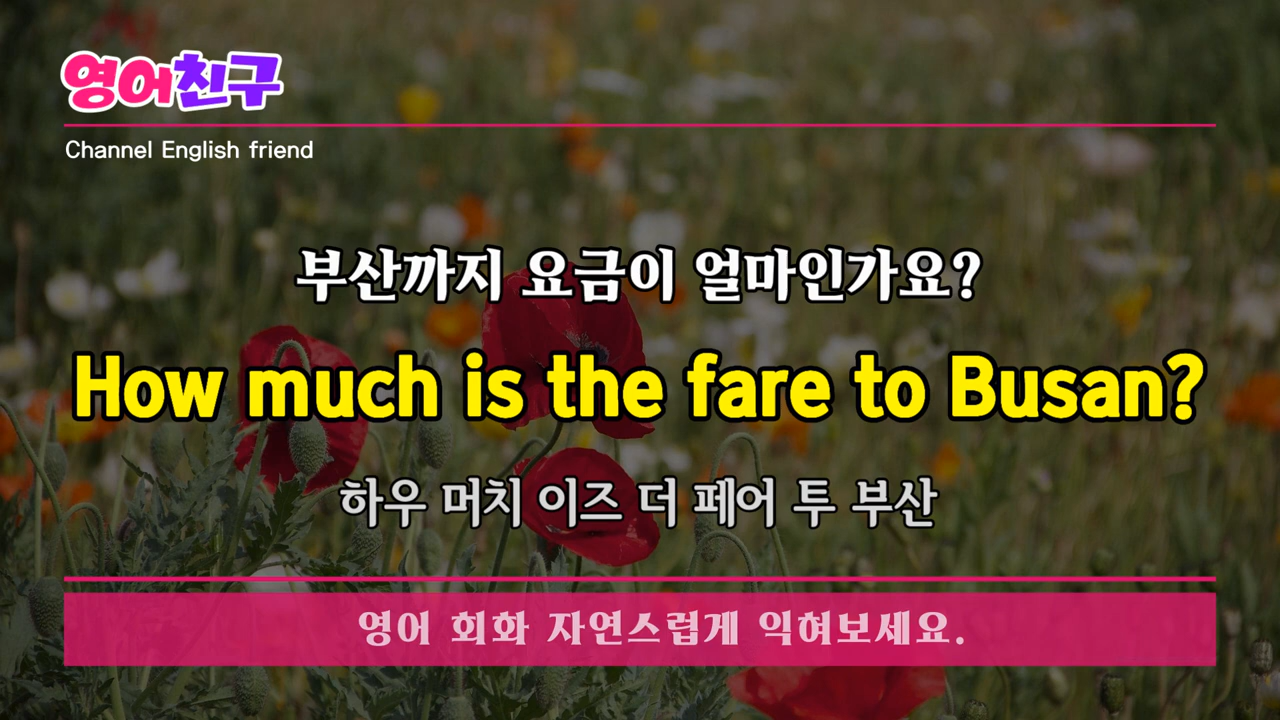 영어친구
Channel English friend
부산까지 요금이 얼마인가요?
How much is the fare to Busan?
하우 머치 이즈 더 페어 투 부산
영어 회화 자연스럽게 익혀보세요.